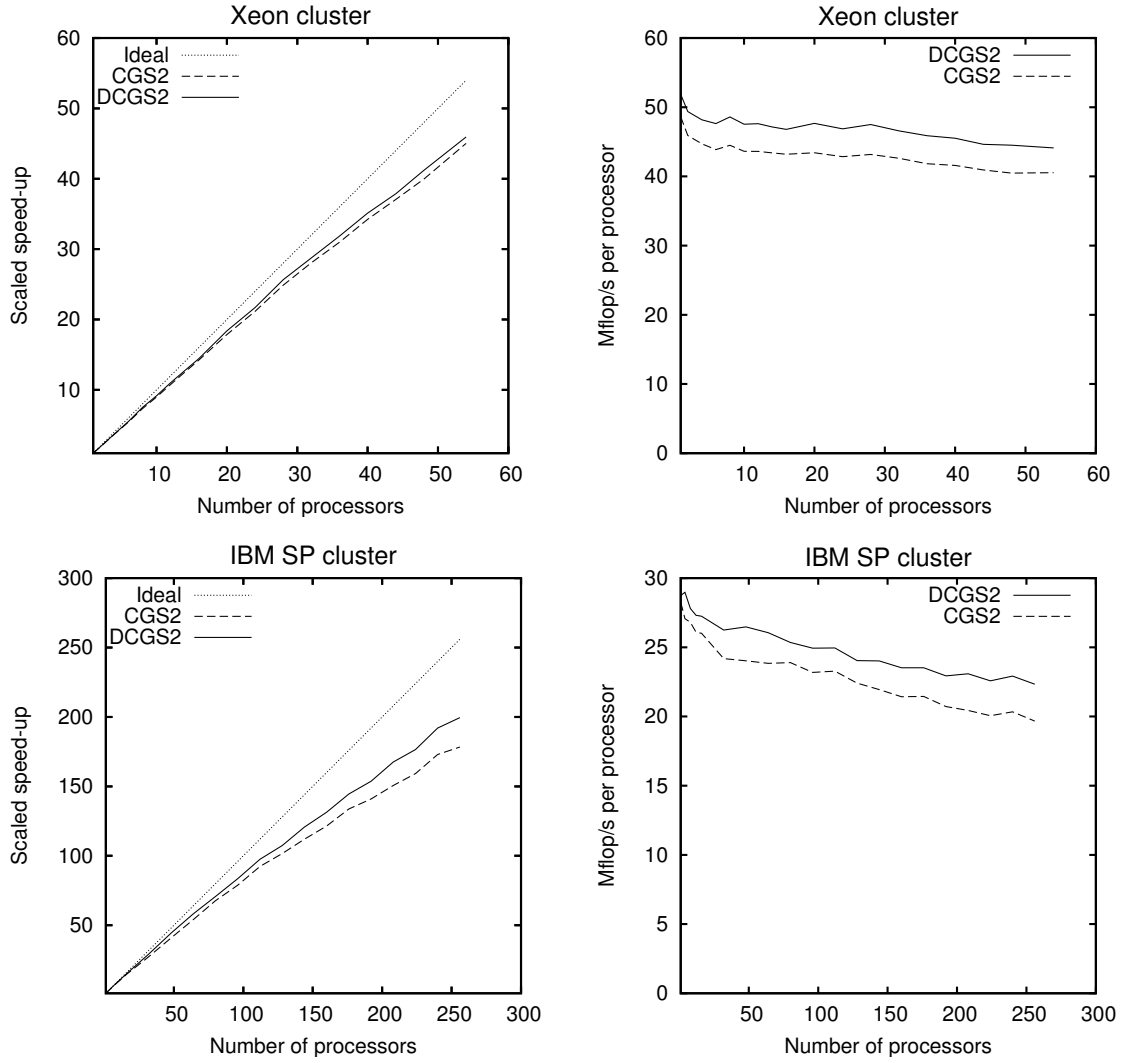 Xeon cluster
60
50
40
30
20
10
Ideal
CGS2
DCGS2
Scaled speed-up
10 20 30 40 50 60
Number of processors
Xeon cluster
60
50
40
30
20
10
0
DCGS2
CGS2
Mflop/s per processor
10 20 30 40 50 60
Number of processors
IBM SP cluster
300
250
200
150
100
50
Ideal
CGS2
DCGS2
Scaled speed-up
50 100 150 200 250 300
Number of processors
IBM SP cluster
30
25
20
15
10
5
0
DCGS2
CGS2
Mflop/s per processor
50 100 150 200 250 300
Number of processors